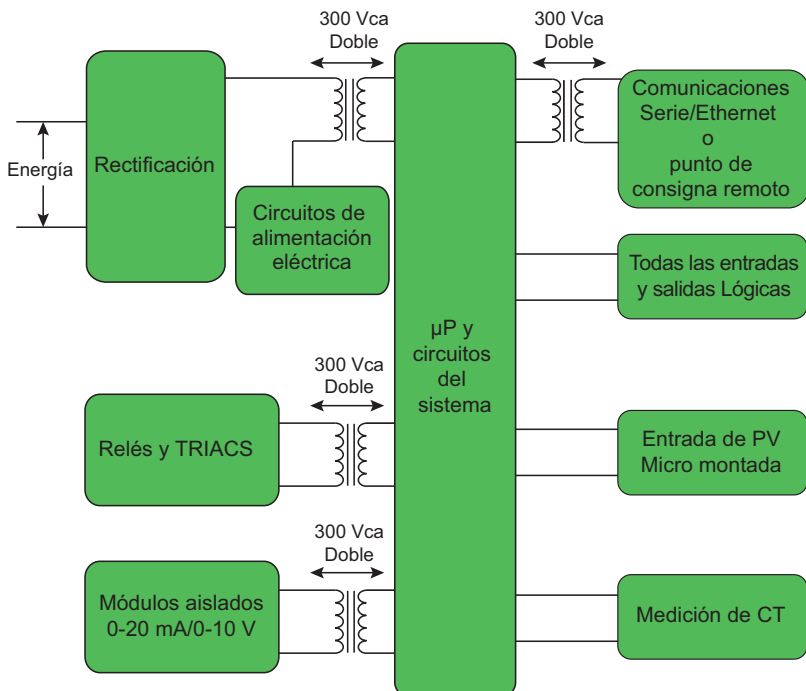 300 Vca
Doble
300 Vca
Doble
Energía
Rectificación
Circuitos de
alimentación
eléctrica
Comunicaciones
Serie/Ethernet
o
punto de
consigna remoto
Todas las entradas
y salidas Lógicas
µP y
circuitos
del
sistema
300 Vca
Doble
Relés y TRIACS
Entrada de PV
Micro montada
300 Vca
Doble
Módulos aislados
0-20 mA/0-10 V
Medición de CT